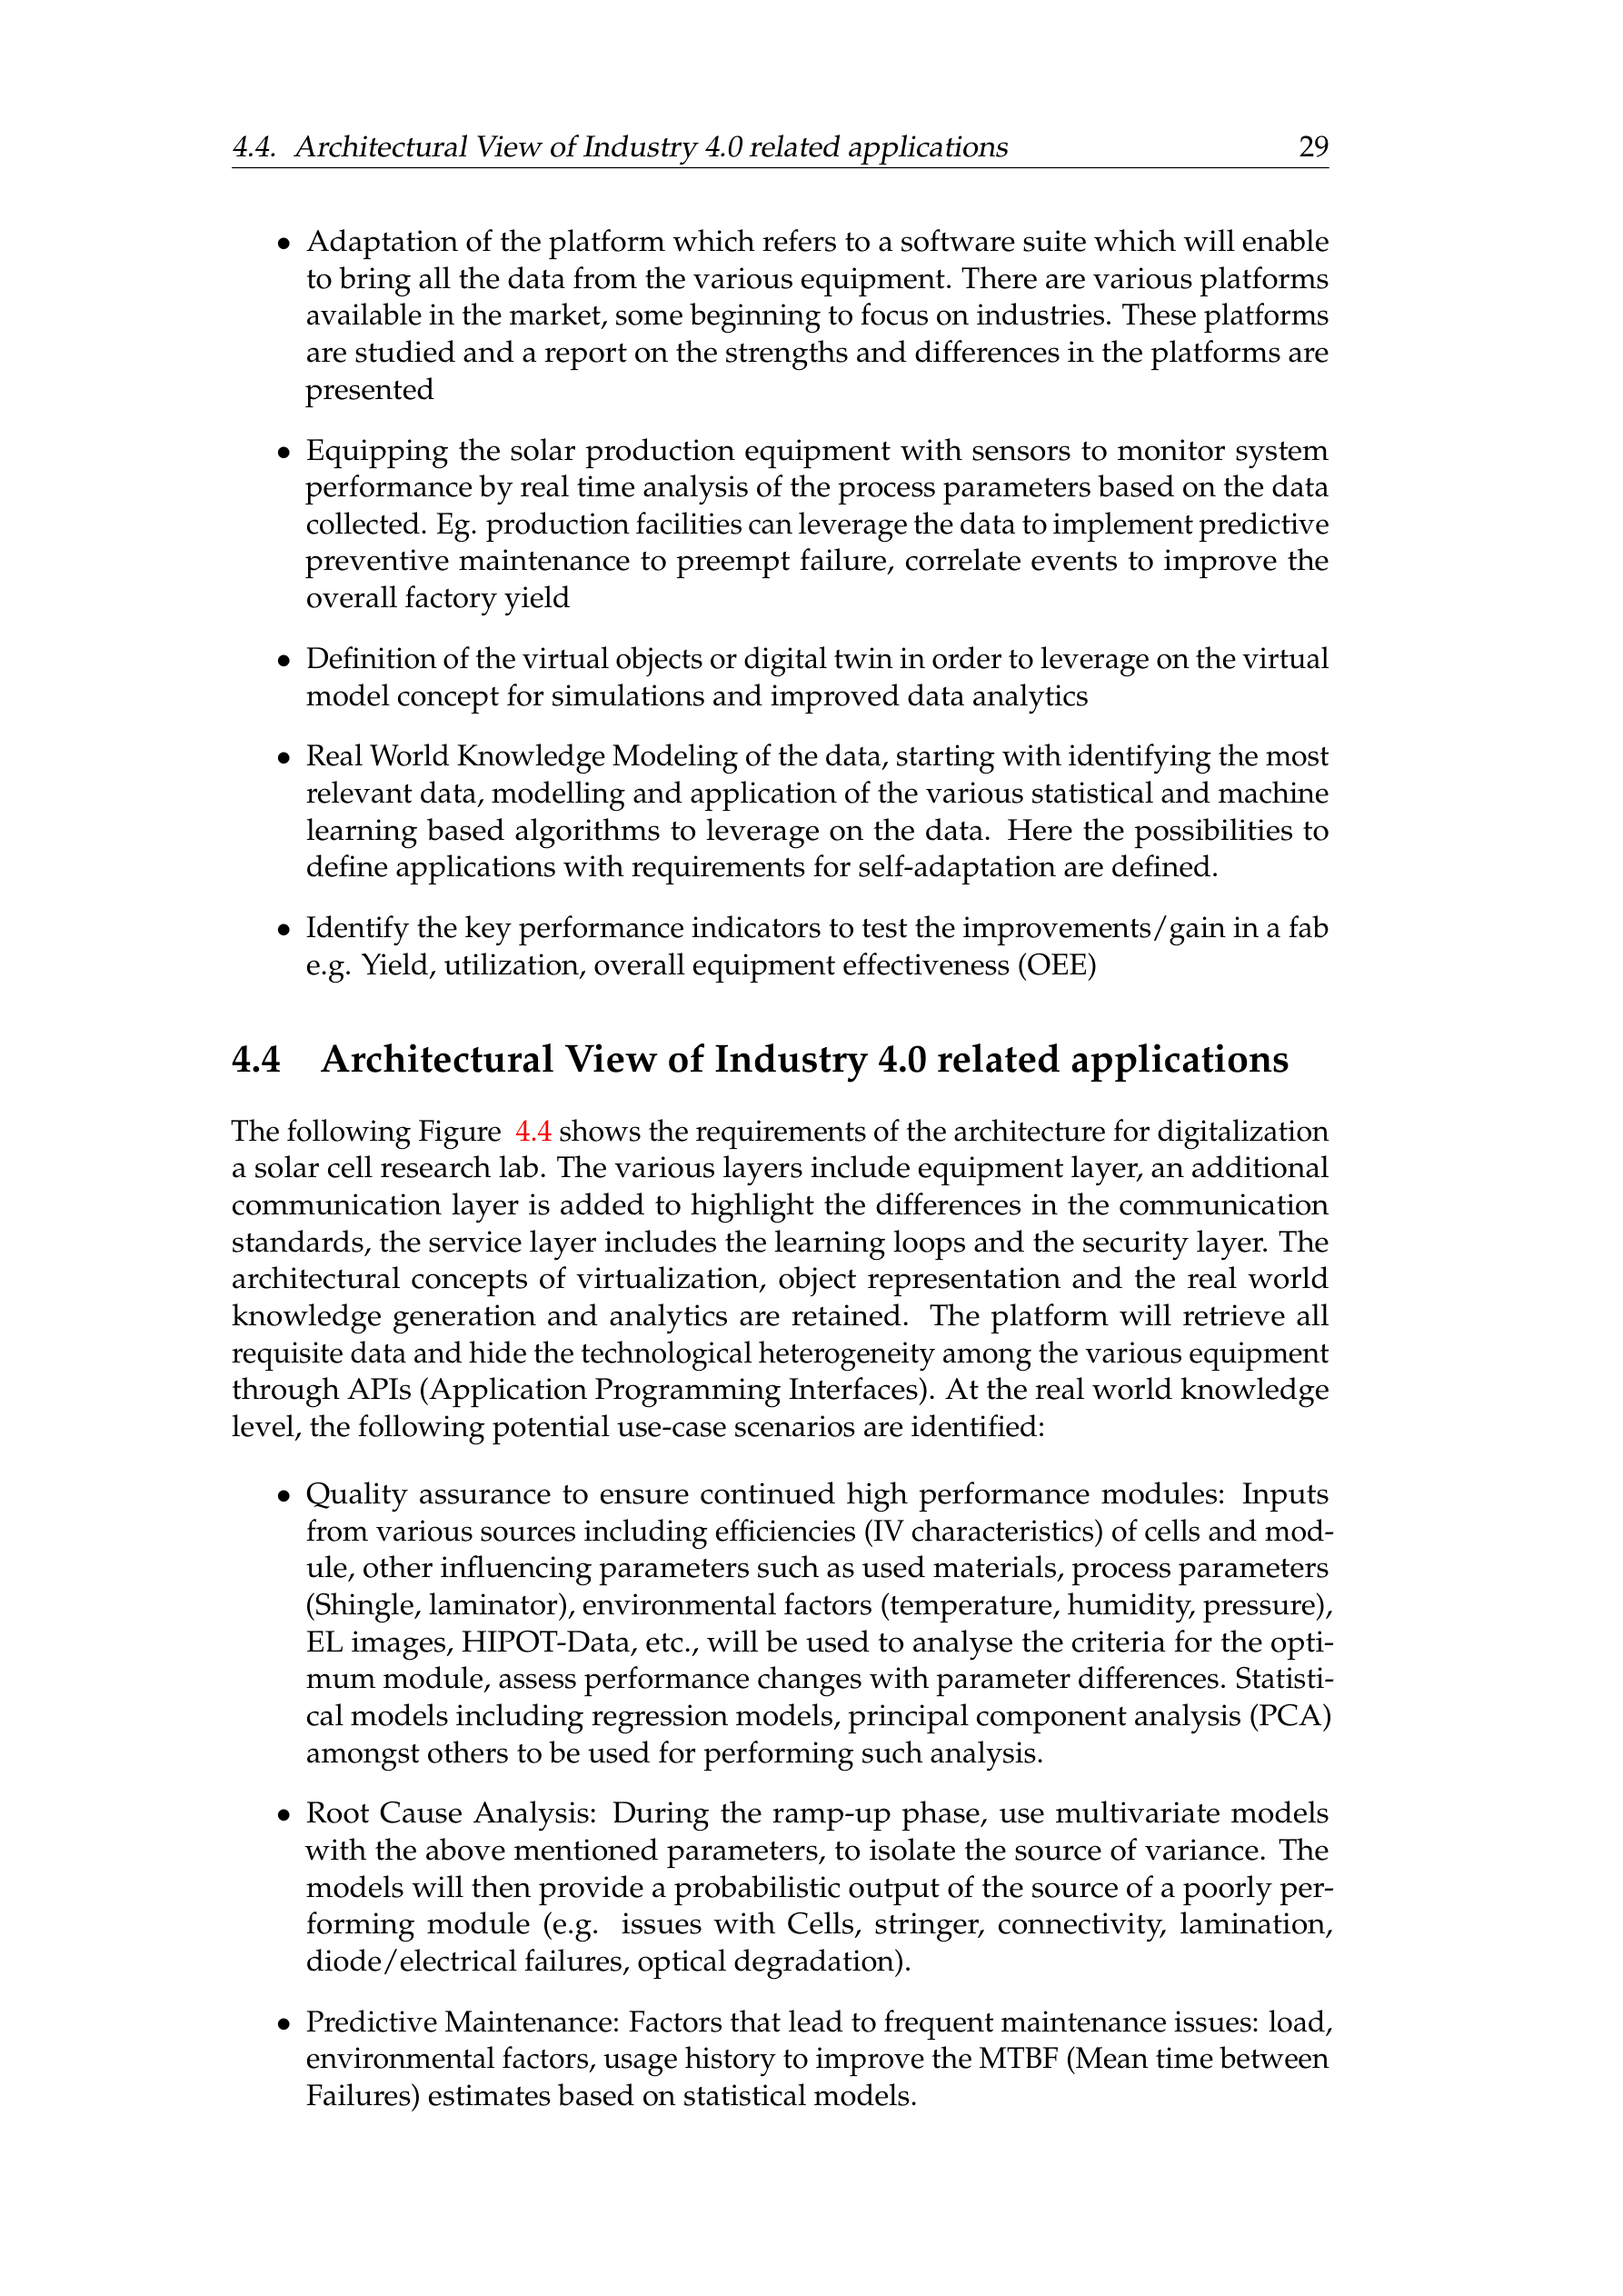 4.4. Architectural View of Industry 4.0 related applications 29
• Adaptation of the platform which refers to a software suite which will enable
to bring all the data from the various equipment. There are various platforms
available in the market, some beginning to focus on industries. These platforms
are studied and a report on the strengths and differences in the platforms are
presented
• Equipping the solar production equipment with sensors to monitor system
performance by real time analysis of the process parameters based on the data
collected. Eg. production facilities can leverage the data to implement predictive
preventive maintenance to preempt failure, correlate events to improve the
overall factory yield
• Definition of the virtual objects or digital twin in order to leverage on the virtual
model concept for simulations and improved data analytics
• Real World Knowledge Modeling of the data, starting with identifying the most
relevant data, modelling and application of the various statistical and machine
learning based algorithms to leverage on the data. Here the possibilities to
define applications with requirements for self-adaptation are defined.
• Identify the key performance indicators to test the improvements/gain in a fab
e.g. Yield, utilization, overall equipment effectiveness (OEE)
4.4 Architectural View of Industry 4.0 related applications
The following Figure 4.4 shows the requirements of the architecture for digitalization
a solar cell research lab. The various layers include equipment layer, an additional
communication layer is added to highlight the differences in the communication
standards, the service layer includes the learning loops and the security layer. The
architectural concepts of virtualization, object representation and the real world
knowledge generation and analytics are retained. The platform will retrieve all
requisite data and hide the technological heterogeneity among the various equipment
through APIs (Application Programming Interfaces). At the real world knowledge
level, the following potential use-case scenarios are identified:
• Quality assurance to ensure continued high performance modules: Inputs
from various sources including efficiencies (IV characteristics) of cells and mod-
ule, other influencing parameters such as used materials, process parameters
(Shingle, laminator), environmental factors (temperature, humidity, pressure),
EL images, HIPOT-Data, etc., will be used to analyse the criteria for the opti-
mum module, assess performance changes with parameter differences. Statisti-
cal models including regression models, principal component analysis (PCA)
amongst others to be used for performing such analysis.
• Root Cause Analysis: During the ramp-up phase, use multivariate models
with the above mentioned parameters, to isolate the source of variance. The
models will then provide a probabilistic output of the source of a poorly per-
forming module (e.g. issues with Cells, stringer, connectivity, lamination,
diode/electrical failures, optical degradation).
• Predictive Maintenance: Factors that lead to frequent maintenance issues: load,
environmental factors, usage history to improve the MTBF (Mean time between
Failures) estimates based on statistical models.